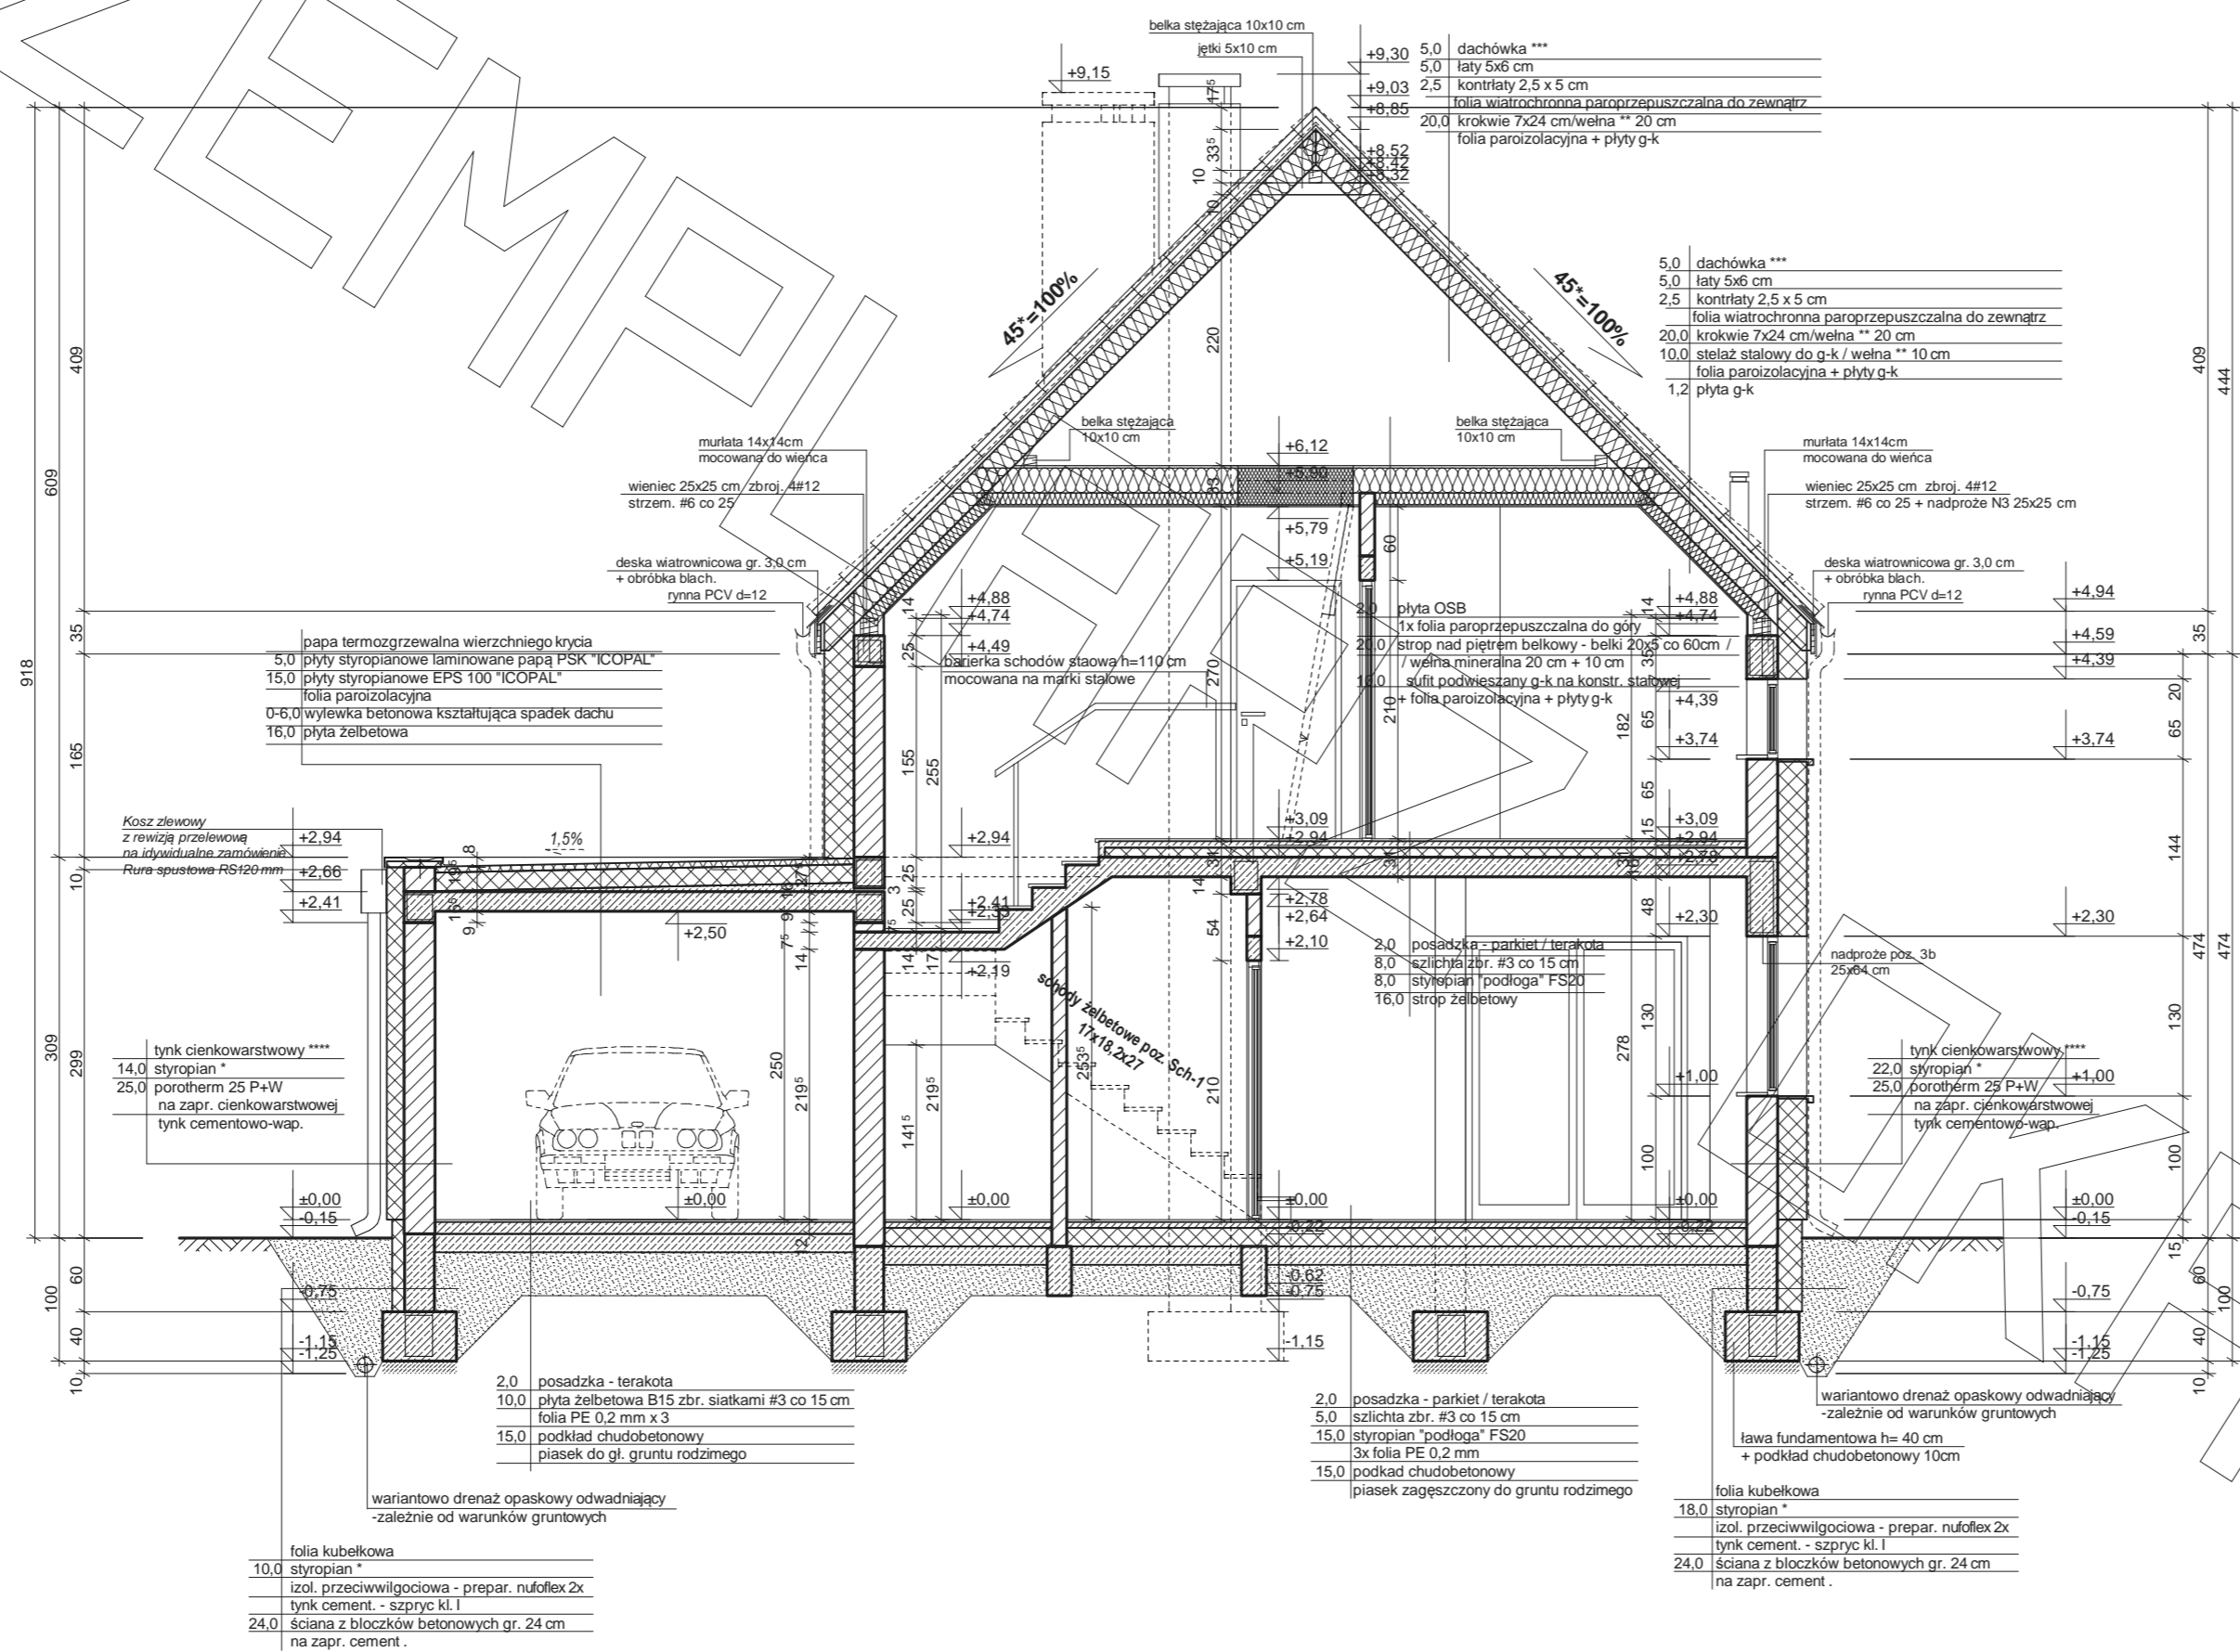 belka stężająca 10x10 cm
jętki 5x10 cm
+9,15
+9,30
+9,03
+8,85
+8,52
+8,42
+8,32
5,0 dachówka ***
5,0 łaty 5x6 cm
2,5 kontrłaty 2,5 x 5 cm
folia wiatrochronna paroprzepuszczalna do zewnątrz
20,0 krokwie 7x24 cm/wełna ** 20 cm
folia paroizolacyjna + płyty g-k
17⁵
33⁵
10
10
220
45*=100%
45*=100%
5,0 dachówka ***
5,0 łaty 5x6 cm
2,5 kontrłaty 2,5 x 5 cm
folia wiatrochronna paroprzepuszczalna do zewnątrz
20,0 krokwie 7x24 cm/wełna ** 20 cm
10,0 stelaż stalowy do g-k / wełna ** 10 cm
folia paroizolacyjna + płyty g-k
1,2 płyta g-k
918
609
309
100
409
35
165
10
299
60
40
10
409
444
murłata 14x14cm
mocowana do wieńca
wieniec 25x25 cm zbroj. 4#12
strzem. #6 co 25
deska wiatrownicowa gr. 3,0 cm
+ obróbka blach.
rynna PCV d=12
belka stężająca
10x10 cm
belka stężająca
10x10 cm
+6,12
+5,90
+5,79
+5,19
33
60
murłata 14x14cm
mocowana do wieńca
wieniec 25x25 cm zbroj. 4#12
strzem. #6 co 25 + nadproże N3 25x25 cm
deska wiatrownicowa gr. 3,0 cm
+ obróbka blach.
rynna PCV d=12
papa termozgrzewalna wierzchniego krycia
5,0 płyty styropianowe laminowane papą PSK "ICOPAL"
15,0 płyty styropianowe EPS 100 "ICOPAL"
folia paroizolacyjna
0-6,0 wylewka betonowa kształtująca spadek dachu
16,0 płyta żelbetowa
+4,88
+4,74
+4,49
14
25
155
255
270
210
barierka schodów staowa h=110 cm
mocowana na marki stalowe
2,0 płyta OSB
1x folia paroprzepuszczalna do góry
20,0 strop nad piętrem belkowy - belki 20x5 co 60cm /
/ wełna mineralna 20 cm + 10 cm
sufit podwieszany g-k na konstr. stalowej
+ folia paroizolacyjna + płyty g-k
+4,88
+4,74
+4,39
+3,74
14
35
182
65
65
15
+4,94
+4,59
+4,39
+3,74
35
20
65
144
474
474
Kosz zlewowy
z rewizją przelewową
na idywidualne zamówienie
Rura spustowa RS120 mm
+2,94
+2,66
+2,41
1,5%
8
+2,50
+2,94
+2,41
+2,19
+3,09
+2,94
+2,78
+2,64
+2,10
+3,09
+2,94
+2,78
+2,30
+2,30
14
54
48
130
278
130
2,0 posadzka - parkiet / terakota
8,0 szlichta zbr. #3 co 15 cm
8,0 styropian "podłoga" FS20
16,0 strop żelbetowy
nadproże poz. 3b
25x64 cm
schody żelbetowe poz. Sch-1
17x18,2x27
tynk cienkowarstwowy ****
14,0 styropian *
25,0 porotherm 25 P+W
na zapr. cienkowarstwowej
tynk cementowo-wap.
250
219⁵
141⁵
219⁵
253⁵
210
+1,00
+1,00
100
100
tynk cienkowarstwowy ****
22,0 styropian *
25,0 porotherm 25 P+W
na zapr. cienkowarstwowej
tynk cementowo-wap.
±0,00
-0,15
±0,00
±0,00
±0,00
-0,22
±0,00
-0,22
±0,00
-0,15
12
-0,75
-1,15
-1,25
-0,62
-0,75
-1,15
-0,75
-1,15
-1,25
15
60
40
100
10
2,0 posadzka - terakota
10,0 płyta żelbetowa B15 zbr. siatkami #3 co 15 cm
folia PE 0,2 mm x 3
15,0 podkład chudobetonowy
piasek do gł. gruntu rodzimego
2,0 posadzka - parkiet / terakota
5,0 szlichta zbr. #3 co 15 cm
15,0 styropian "podłoga" FS20
3x folia PE 0,2 mm
15,0 podkad chudobetonowy
piasek zagęszczony do gruntu rodzimego
wariantowo drenaż opaskowy odwadniający
-zależnie od warunków gruntowych
ława fundamentowa h= 40 cm
+ podkład chudobetonowy 10cm
wariantowo drenaż opaskowy odwadniający
-zależnie od warunków gruntowych
folia kubełkowa
10,0 styropian *
izol. przeciwwilgociowa - prepar. nufoflex 2x
tynk cement. - szpryc kl. I
24,0 ściana z bloczków betonowych gr. 24 cm
na zapr. cement .
folia kubełkowa
18,0 styropian *
izol. przeciwwilgociowa - prepar. nufoflex 2x
tynk cement. - szpryc kl. I
24,0 ściana z bloczków betonowych gr. 24 cm
na zapr. cement .